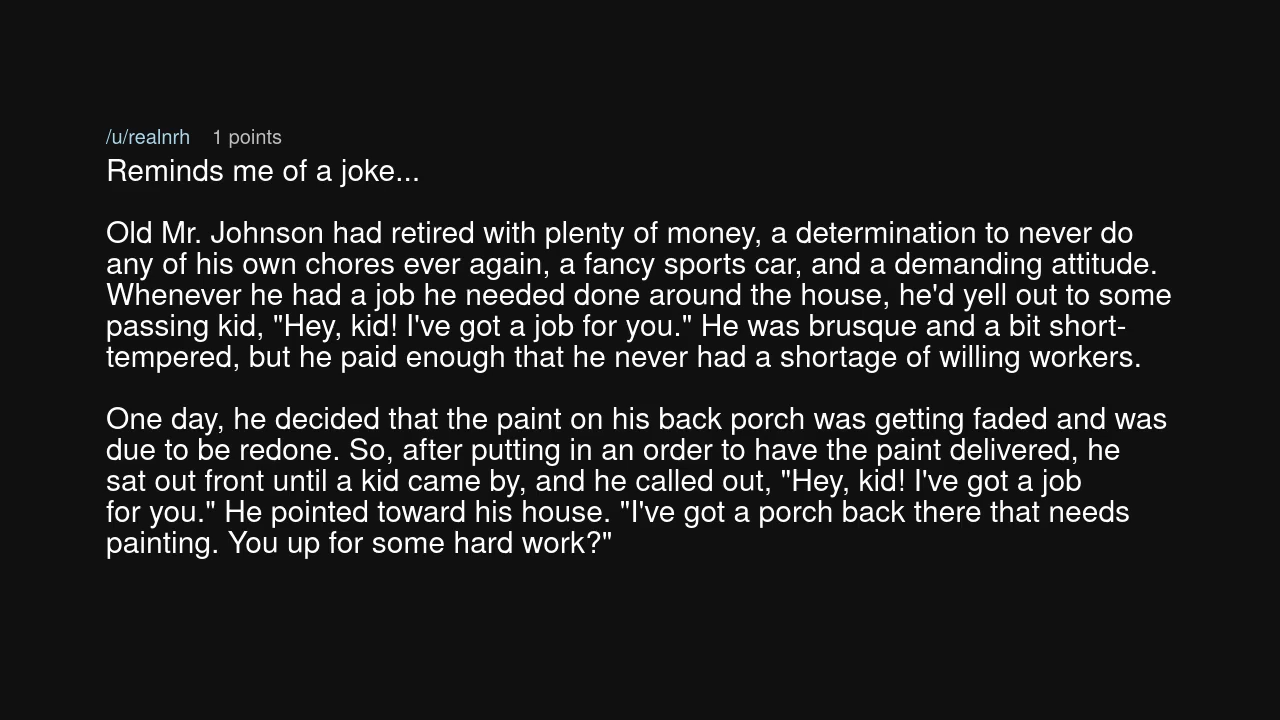 /u/realnrh 1 points
Reminds me of a joke...
Old Mr. Johnson had retired with plenty of money, a determination to never do
any of his own chores ever again, a fancy sports car, and a demanding attitude.
Whenever he had a job he needed done around the house, he'd yell out to some
passing kid, "Hey, kid! I've got a job for you." He was brusque and a bit short-
tempered, but he paid enough that he never had a shortage of willing workers.
One day, he decided that the paint on his back porch was getting faded and was
due to be redone. So, after putting in an order to have the paint delivered, he
sat out front until a kid came by, and he called out, "Hey, kid! I've got a job
for you." He pointed toward his house. "I've got a porch back there that needs
painting. You up for some hard work?"